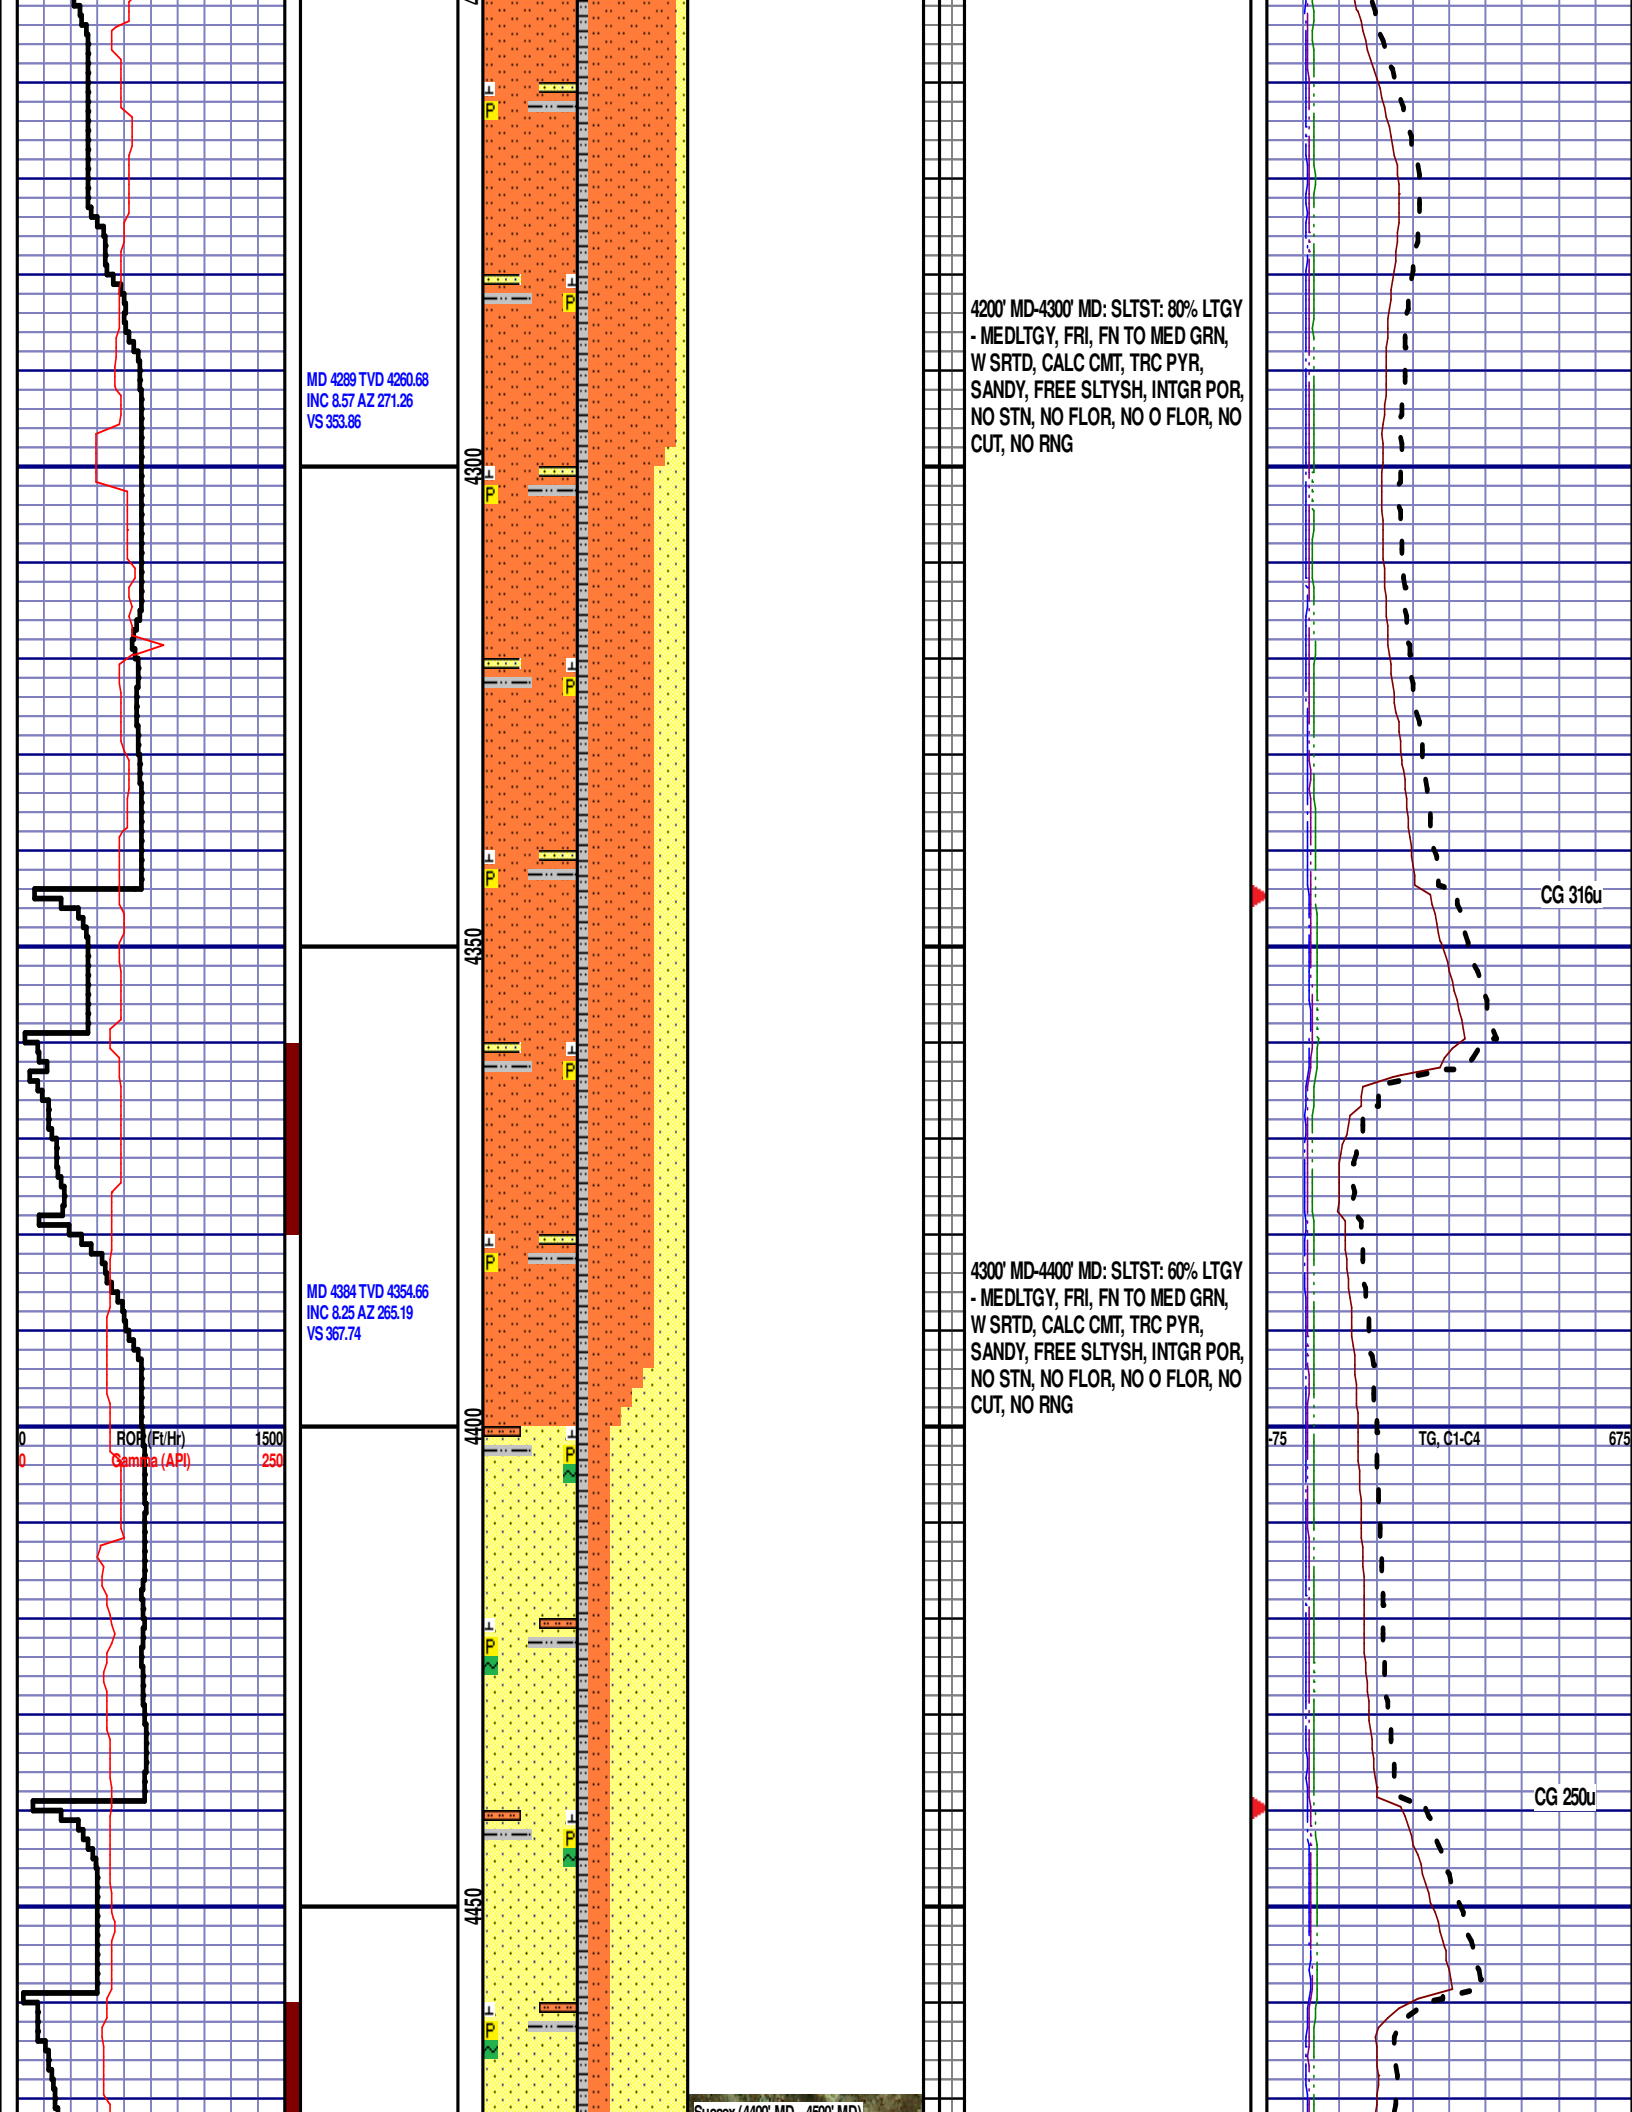 4200' MD-4300' MD: SLTST: 80% LTGY
- MEDLTGY, FRI, FN TO MED GRN,
W SRTD, CALC CMT, TRC PYR,
SANDY, FREE SLTYSH, INTGR POR,
NO STN, NO FLOR, NO O FLOR, NO
CUT, NO RNG
MD 4289 TVD 4260.68
INC 8.57 AZ 271.26
VS 353.86
4300
P
P
P
P
P
P
P
CG 316u
4350
4300' MD-4400' MD: SLTST: 60% LTGY
- MEDLTGY, FRI, FN TO MED GRN,
W SRTD, CALC CMT, TRC PYR,
SANDY, FREE SLTYSH, INTGR POR,
NO STN, NO FLOR, NO O FLOR, NO
CUT, NO RNG
MD 4384 TVD 4354.66
INC 8.25 AZ 265.19
VS 367.74
4400
0 ROP (Ft/Hr) 1500
0 Gamma (API) 250
-75 TG, C1-C4 675
P
P
P
P
CG 250u
4450
Sussex (4400' MD - 4500' MD)